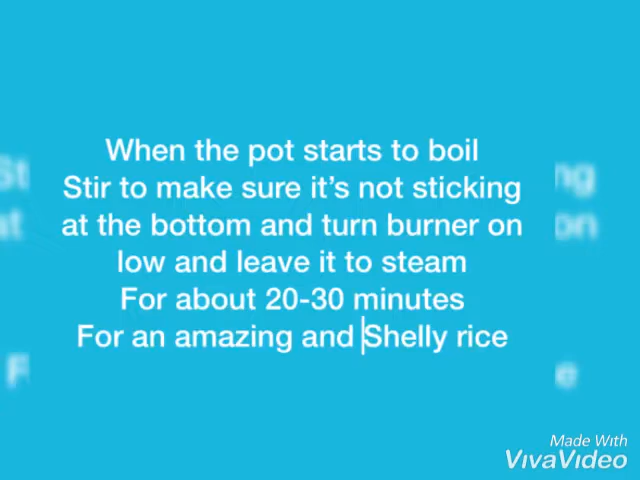 When the pot starts to boil
Stir to make sure it's not sticking
at the bottom and turn burner on
low and leave it to steam
For about 20-30 minutes
For an amazing and Shelly rice
Made With
VivaVideo